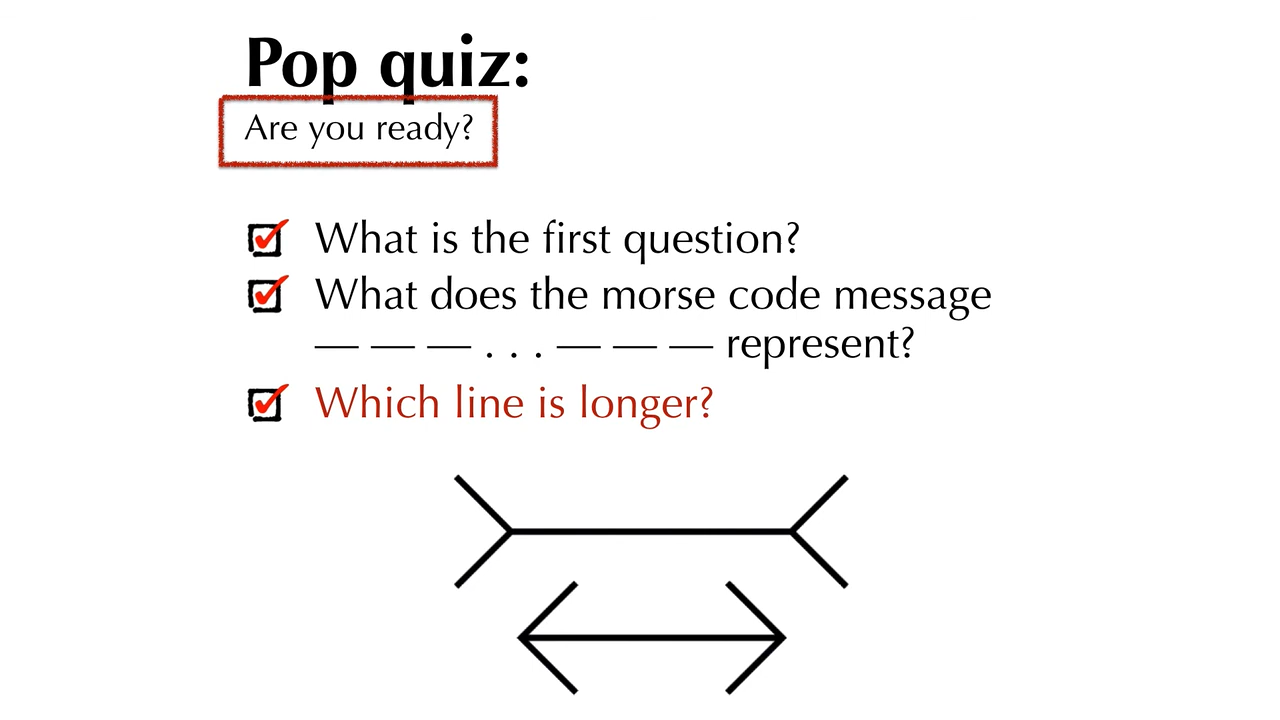 Pop quiz:
Are you ready?
What is the first question?
What does the morse code message
— — — . . . — — — represent?
Which line is longer?